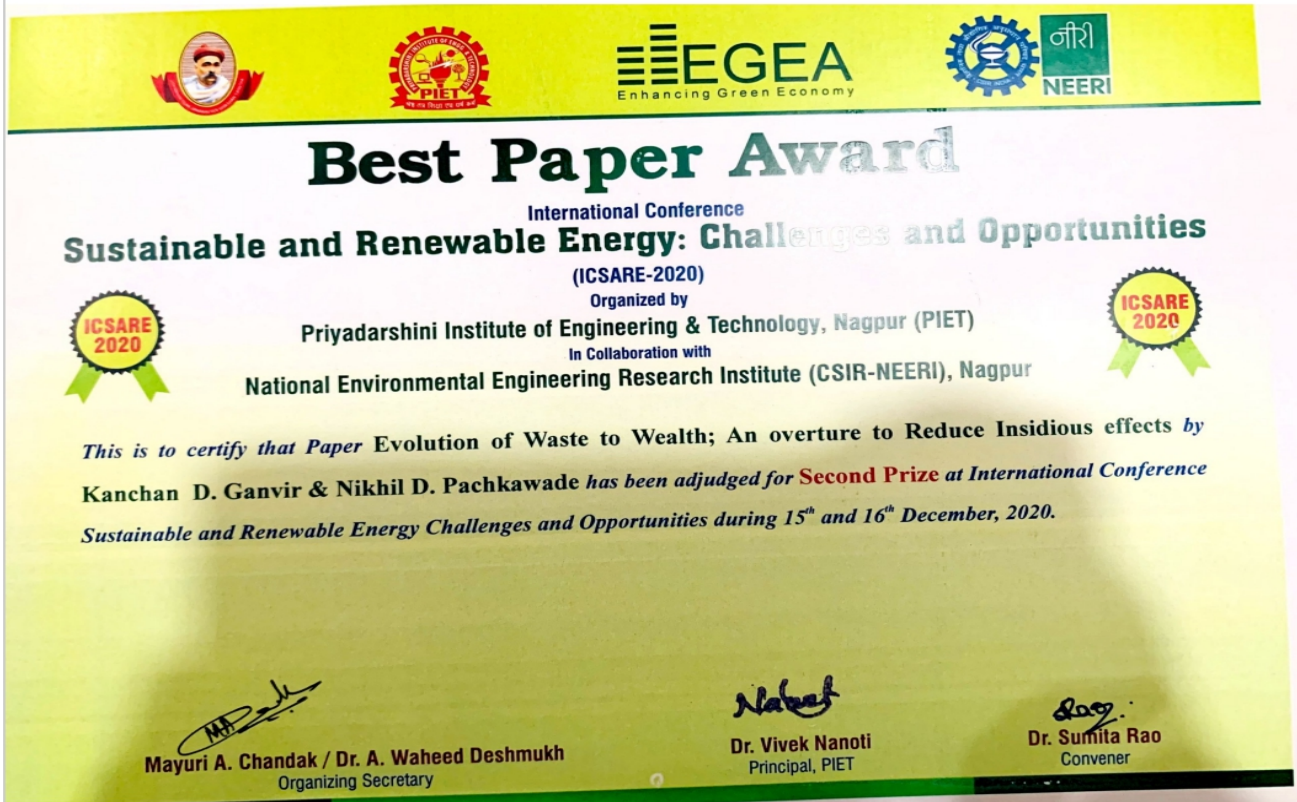 PIET
EGEA
Enhancing Green Economy
नीरी
NEERI
Best Paper Award
International Conference
Sustainable and Renewable Energy: Challenges and Opportunities
(ICSARE-2020)
Organized by
ICSARE
2020
ICSARE
2020
Priyadarshini Institute of Engineering & Technology, Nagpur (PIET)
In Collaboration with
National Environmental Engineering Research Institute (CSIR-NEERI), Nagpur
This is to certify that Paper Evolution of Waste to Wealth; An overture to Reduce Insidious effects by
Kanchan D. Ganvir & Nikhil D. Pachkawade has been adjudged for Second Prize at International Conference
Sustainable and Renewable Energy Challenges and Opportunities during 15th and 16th December, 2020.
Mayuri A. Chandak / Dr. A. Waheed Deshmukh
Organizing Secretary
Dr. Vivek Nanoti
Principal, PIET
Dr. Sumita Rao
Convener